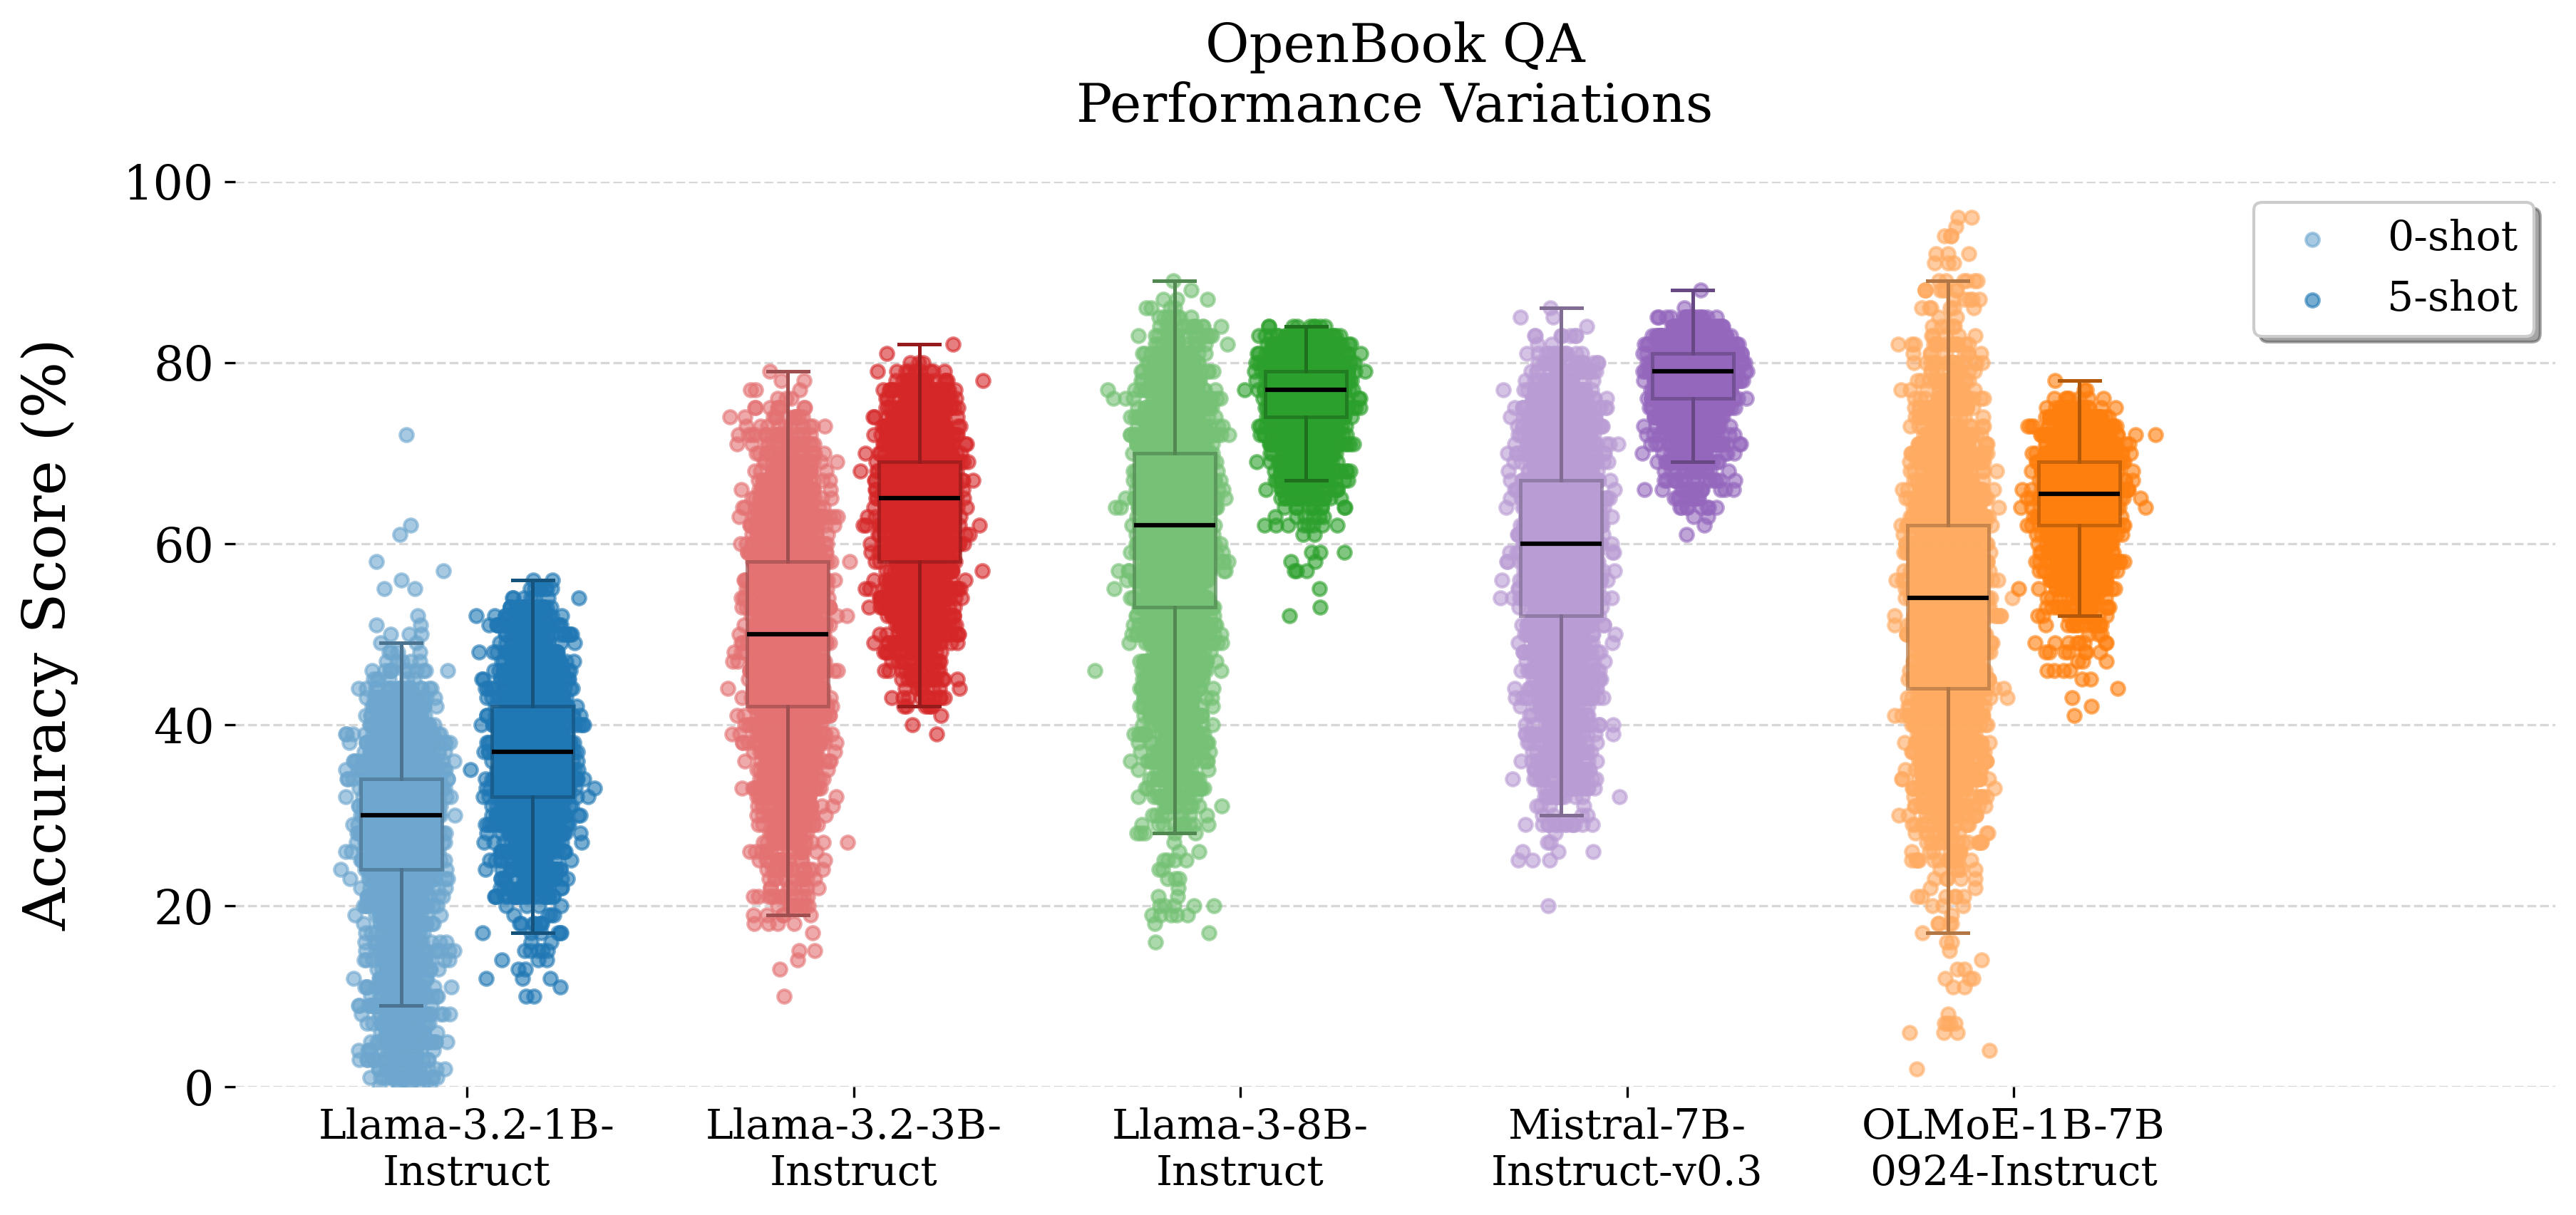 OpenBook QA
Performance Variations
Accuracy Score (%)
100
80
60
40
20
0
0-shot
5-shot
Llama-3.2-1B-
Instruct
Llama-3.2-3B-
Instruct
Llama-3-8B-
Instruct
Mistral-7B-
Instruct-v0.3
OLMoE-1B-7B
0924-Instruct